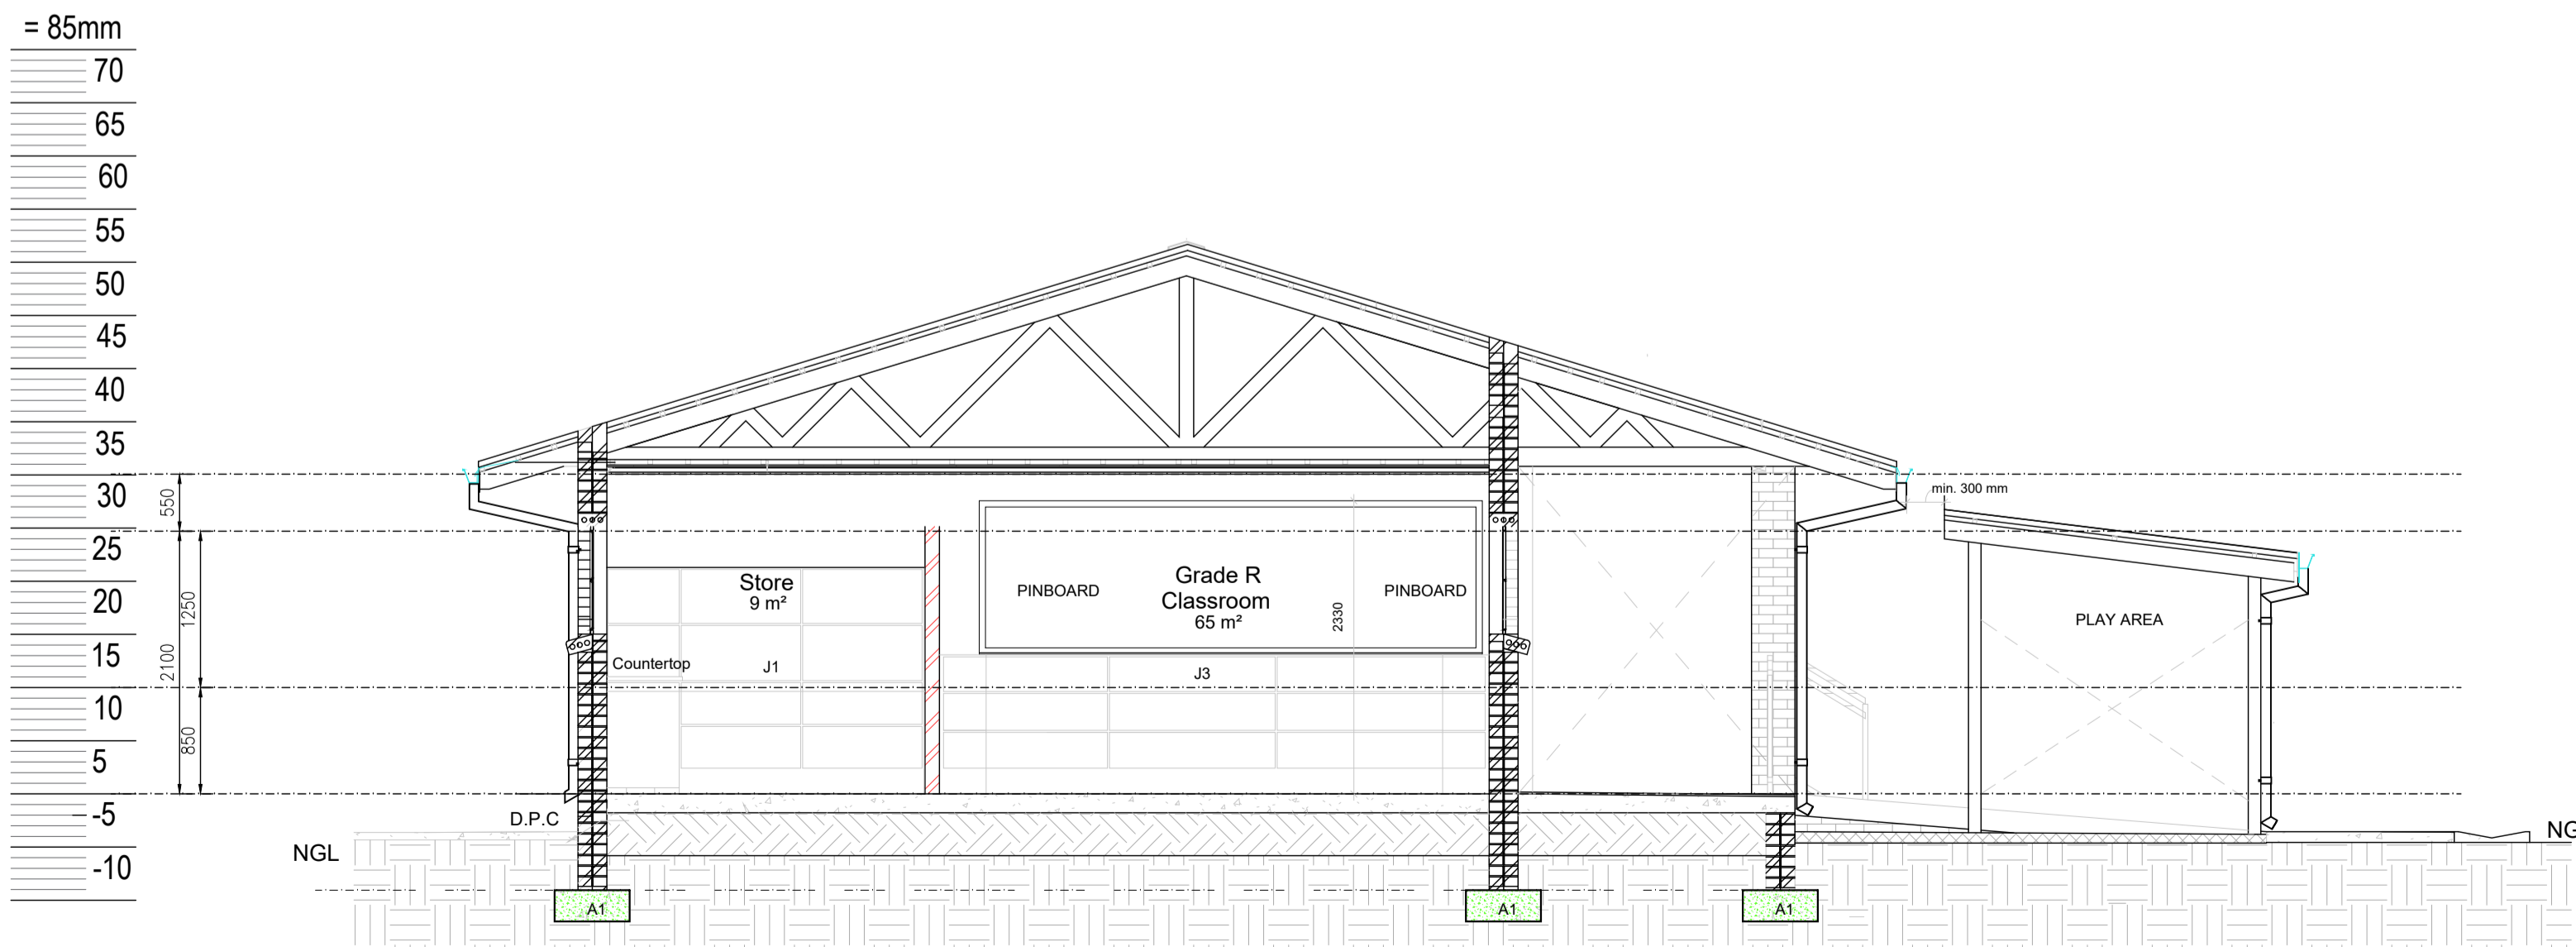 = 85mm
70
65
60
55
50
45
40
35
30
25
20
15
10
5
-5
-10
550
1250
2100
850
D.P.C
NGL
Store
9 m²
Countertop
J1
PINBOARD
Grade R
Classroom
65 m²
PINBOARD
2330
J3
min. 300 mm
PLAY AREA
A1
A1
A1
NG